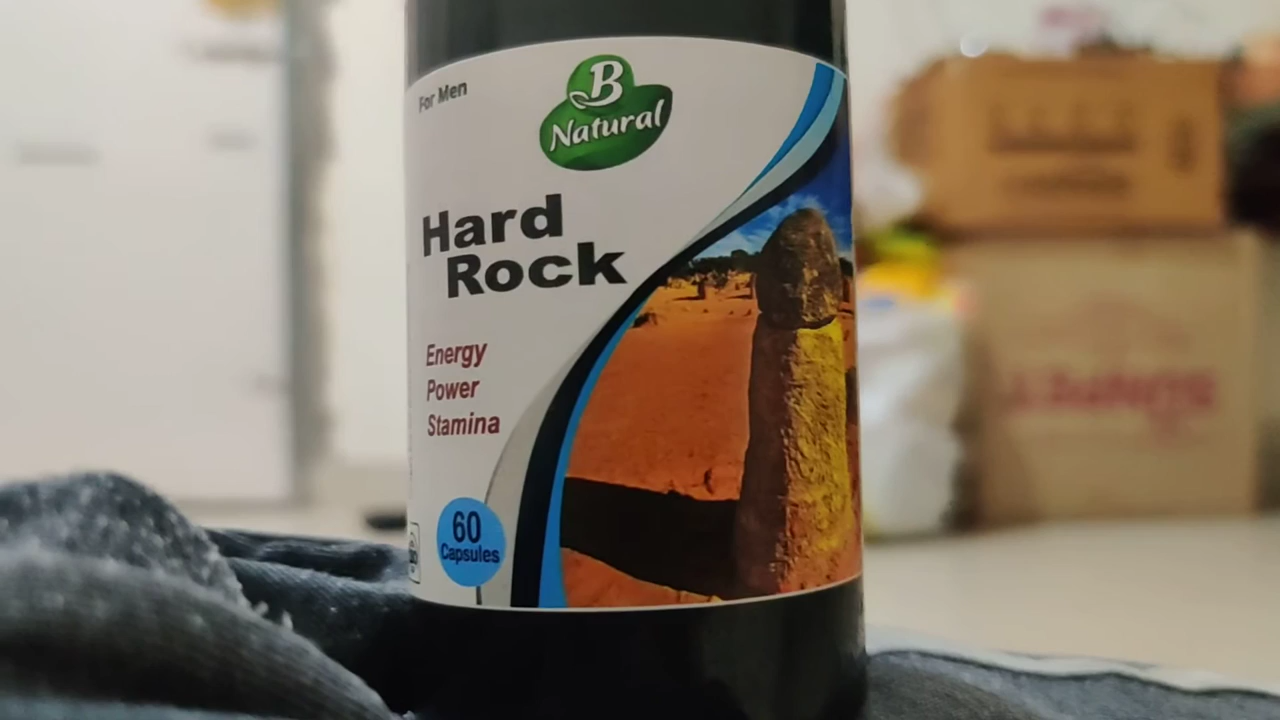 For Men
B
Natural
Hard
Rock
Energy
Power
Stamina
60
Capsules